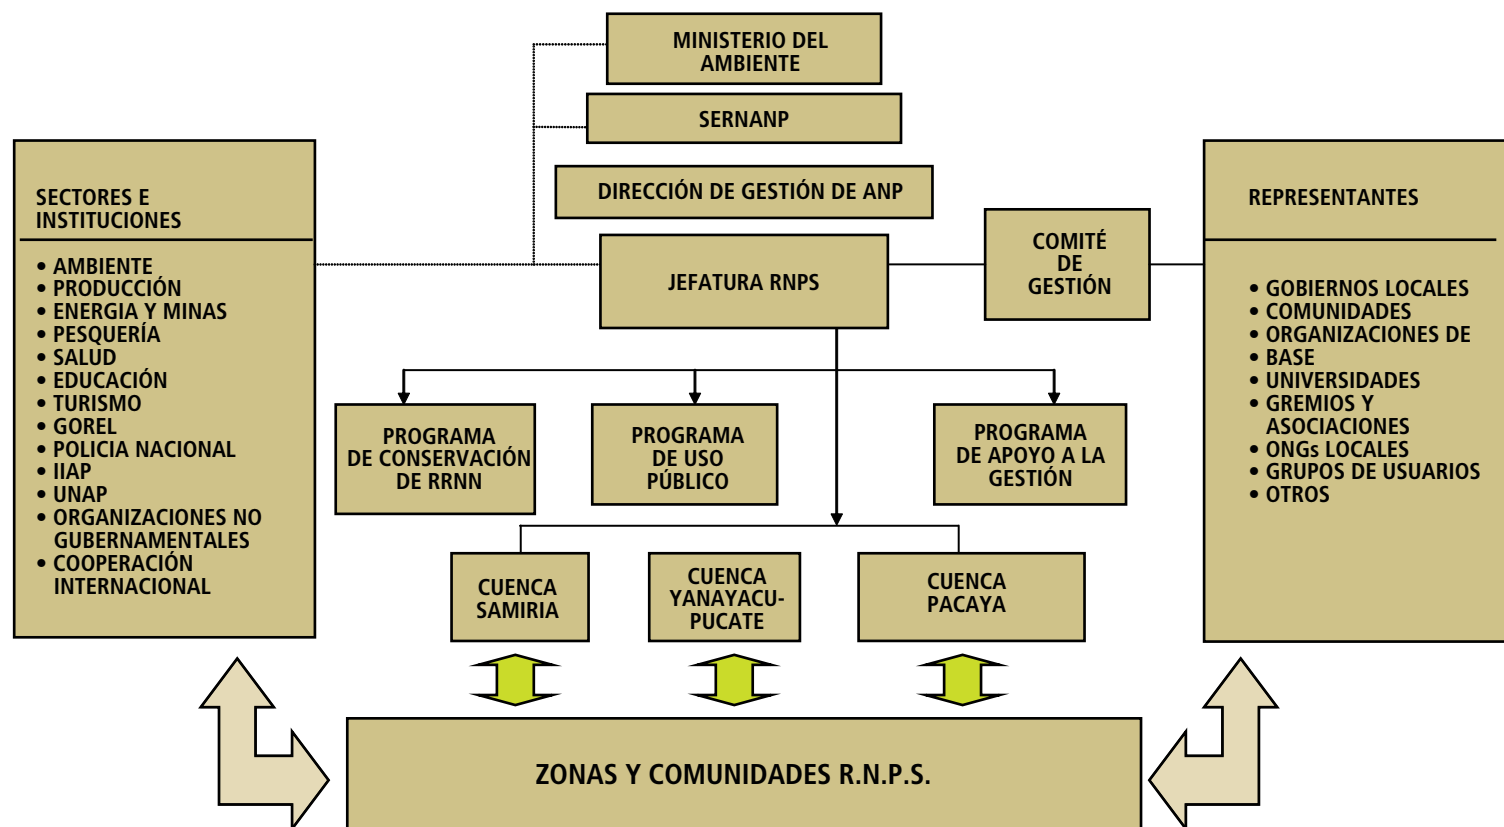 MINISTERIO DEL
AMBIENTE
SERNANP
DIRECCIÓN DE GESTIÓN DE ANP
JEFATURA RNPS
COMITÉ
DE
GESTIÓN
SECTORES E
INSTITUCIONES
• AMBIENTE
• PRODUCCIÓN
• ENERGIA Y MINAS
• PESQUERÍA
• SALUD
• EDUCACIÓN
• TURISMO
• GOREL
• POLICIA NACIONAL
• IIAP
• UNAP
• ORGANIZACIONES NO
GUBERNAMENTALES
• COOPERACIÓN
INTERNACIONAL
REPRESENTANTES
• GOBIERNOS LOCALES
• COMUNIDADES
• ORGANIZACIONES DE
• BASE
• UNIVERSIDADES
• GREMIOS Y
ASOCIACIONES
• ONGs LOCALES
• GRUPOS DE USUARIOS
• OTROS
PROGRAMA
DE CONSERVACIÓN
DE RRNN
PROGRAMA
DE USO
PÚBLICO
PROGRAMA
DE APOYO A LA
GESTIÓN
CUENCA
SAMIRIA
CUENCA
YANAYACU-
PUCATE
CUENCA
PACAYA
ZONAS Y COMUNIDADES R.N.P.S.